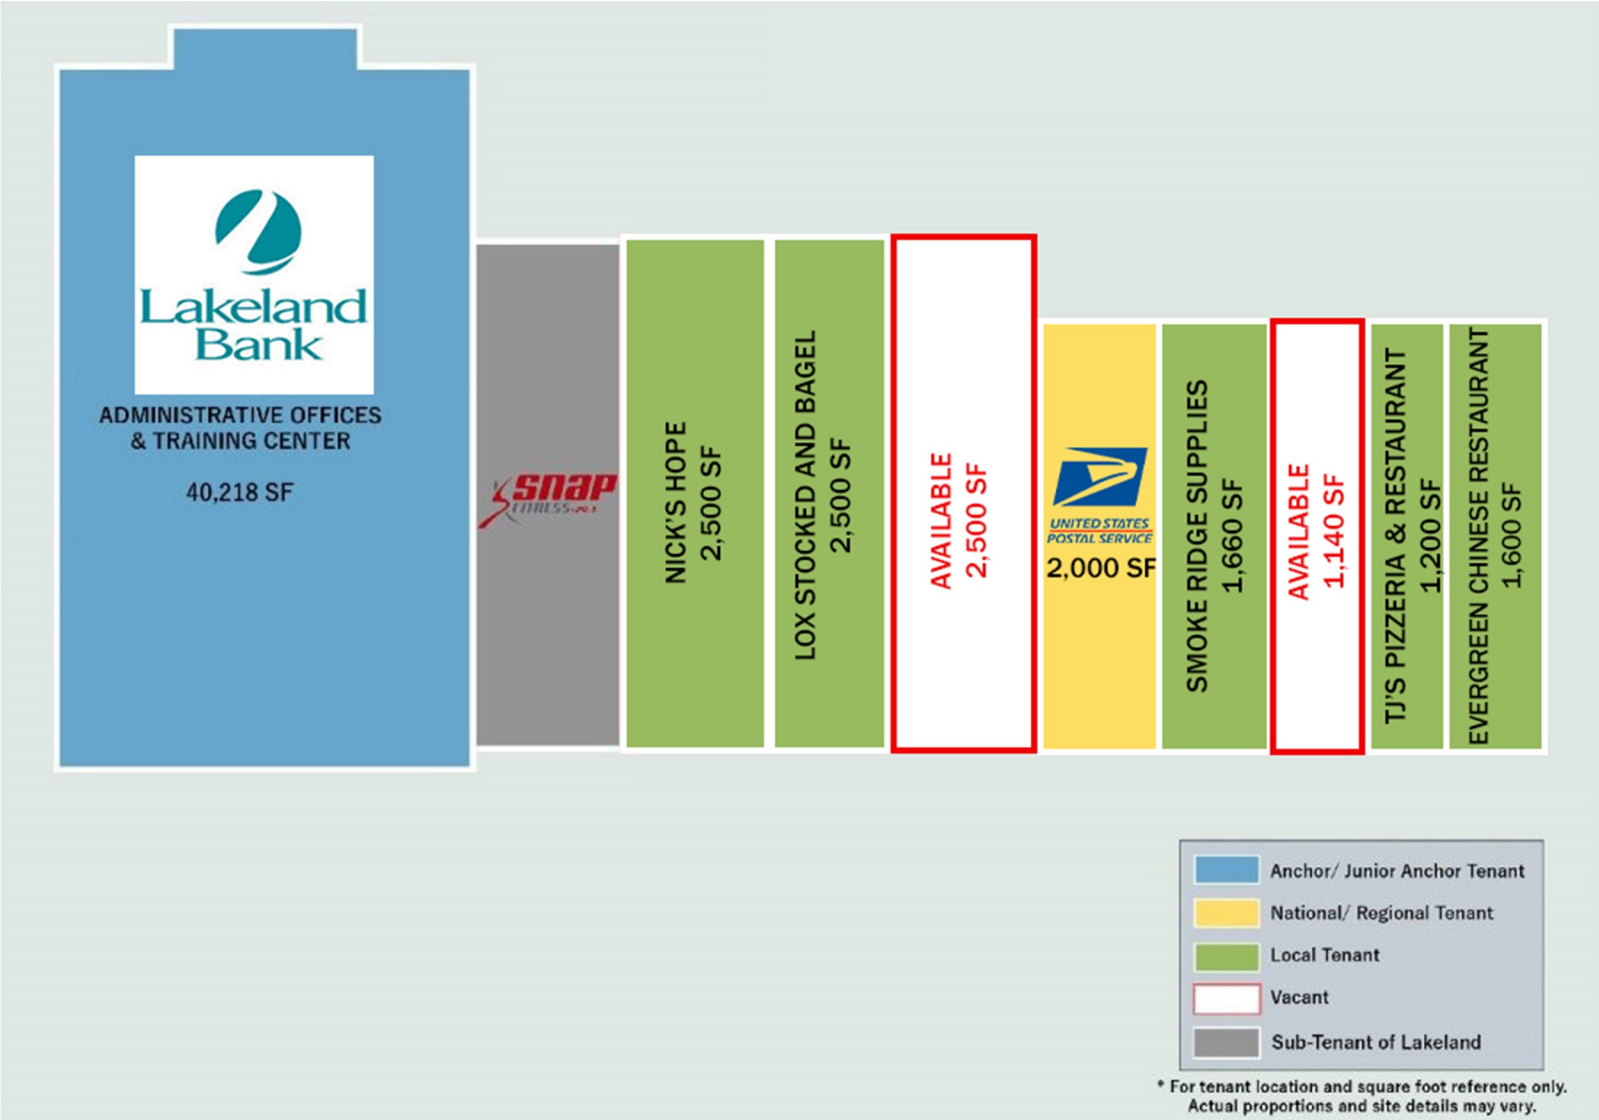 Lakeland
Bank
ADMINISTRATIVE OFFICES
& TRAINING CENTER
40,218 SF
snap
FITNESS-24-7
NICK'S HOPE
2,500 SF
LOX STOCKED AND BAGEL
2,500 SF
AVAILABLE
2,500 SF
UNITED STATES
POSTAL SERVICE
2,000 SF
SMOKE RIDGE SUPPLIES
1,660 SF
AVAILABLE
1,140 SF
TJ'S PIZZERIA & RESTAURANT
1,200 SF
EVERGREEN CHINESE RESTAURANT
1,600 SF
Anchor/ Junior Anchor Tenant
National/ Regional Tenant
Local Tenant
Vacant
Sub-Tenant of Lakeland
* For tenant location and square foot reference only.
Actual proportions and site details may vary.